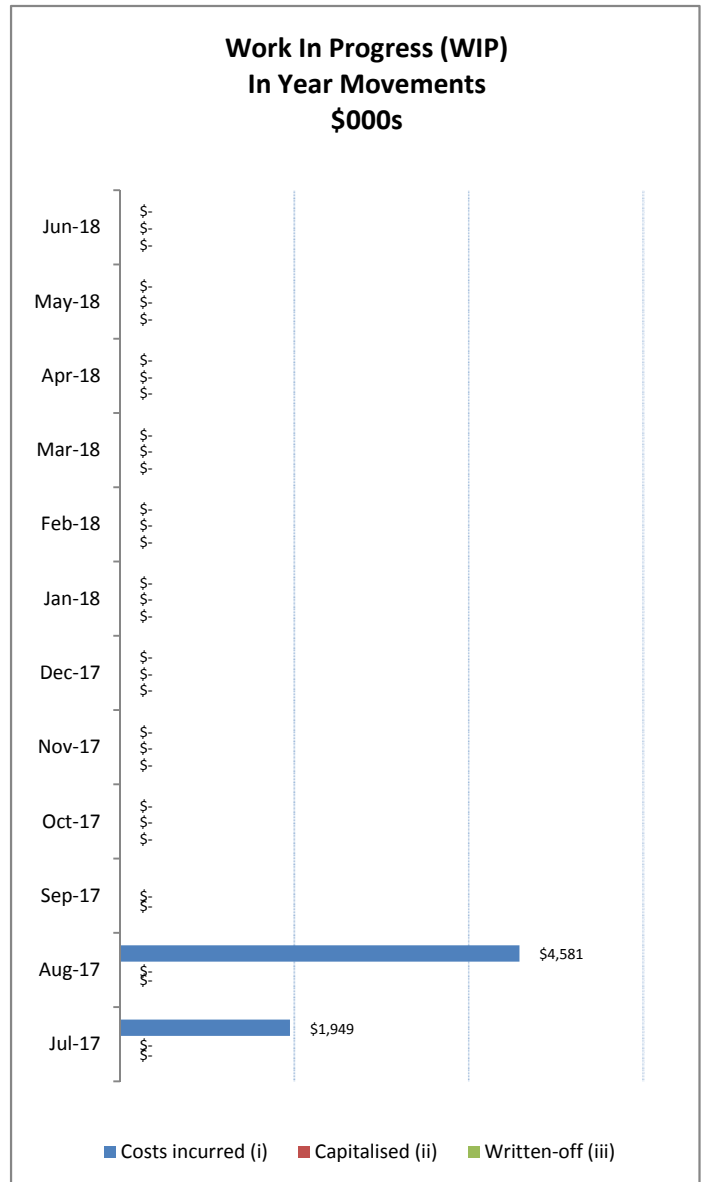 Work In Progress (WIP)
In Year Movements
$000s
Jun-18
$-
$-
$-
May-18
$-
$-
$-
Apr-18
$-
$-
$-
Mar-18
$-
$-
$-
Feb-18
$-
$-
$-
Jan-18
$-
$-
$-
Dec-17
$-
$-
$-
Nov-17
$-
$-
$-
Oct-17
$-
$-
$-
Sep-17
$-
$-
Aug-17
$4,581
$-
$-
Jul-17
$1,949
$-
$-
Costs incurred (i) Capitalised (ii) Written-off (iii)